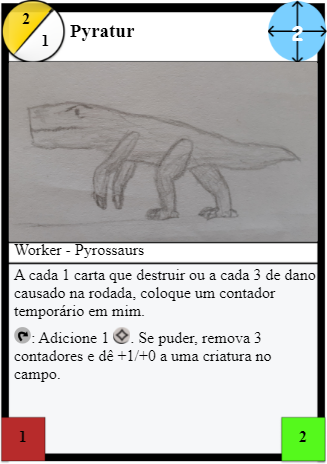 2
1
Pyratur
2
Worker - Pyrossaurs
A cada 1 carta que destruir ou a cada 3 de dano
causado na rodada, coloque um contador
temporário em mim.
: Adicione 1 . Se puder, remova 3
contadores e dê +1/+0 a uma criatura no
campo.
1
2